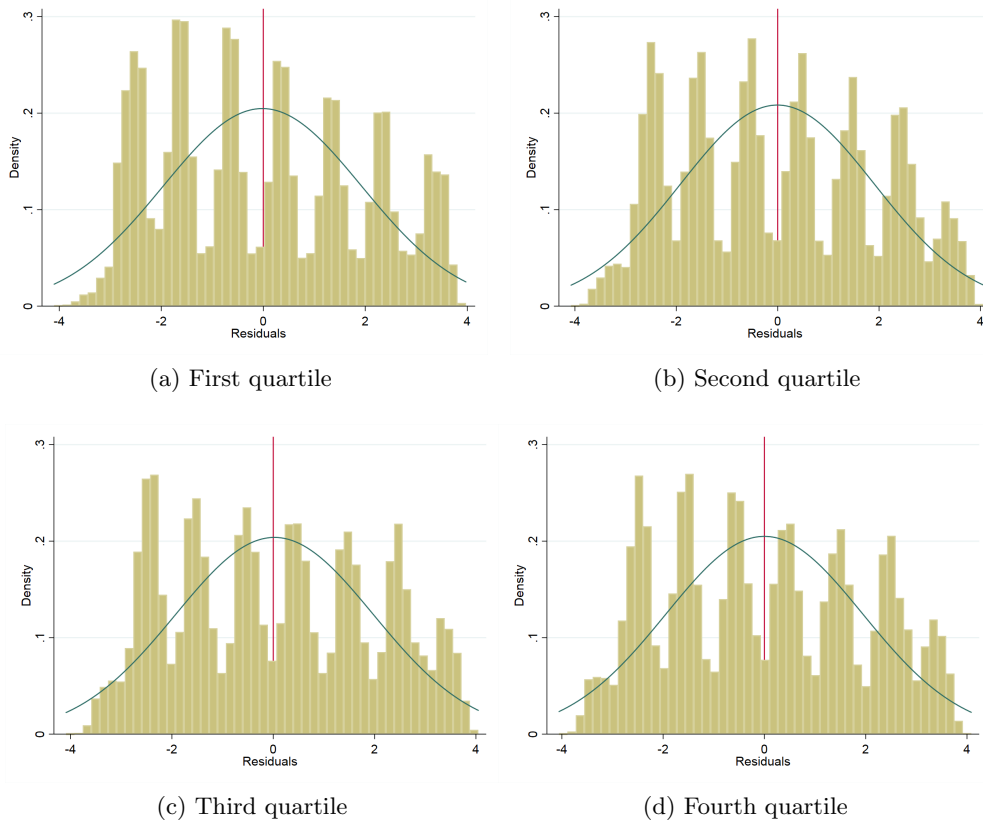 Density
0 .1 .2 .3
-4 -2 0 2 4
Residuals
(a) First quartile
Density
0 .1 .2 .3
-4 -2 0 2 4
Residuals
(b) Second quartile
Density
0 .1 .2 .3
-4 -2 0 2 4
Residuals
(c) Third quartile
Density
0 .1 .2 .3
-4 -2 0 2 4
Residuals
(d) Fourth quartile